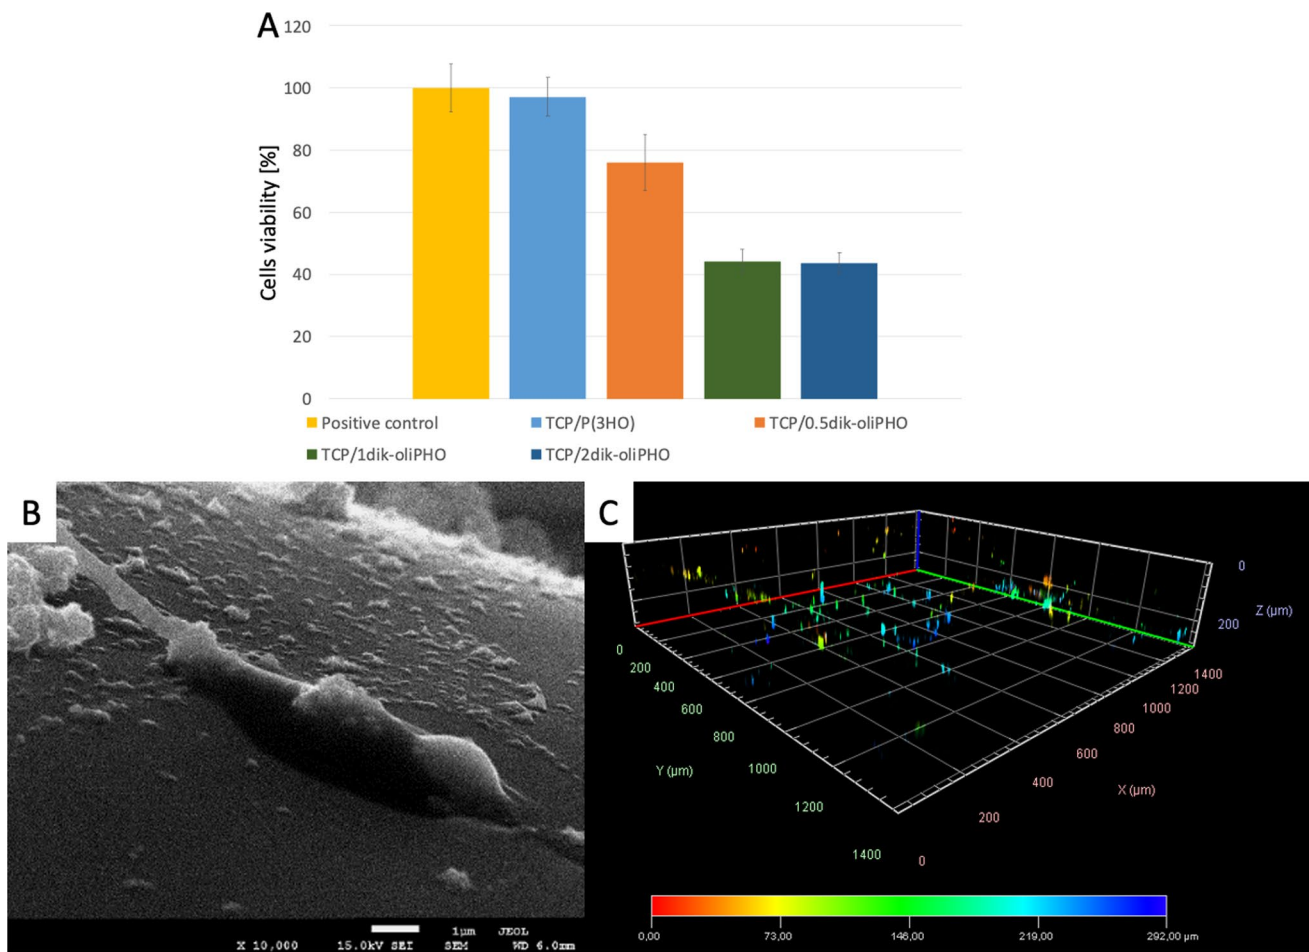 A
120
100
80
60
40
20
0
Cells viability [%]
Positive control TCP/P(3HO) TCP/0.5dik-oliPHO
TCP/1dik-oliPHO TCP/2dik-oliPHO
B
1µm JEOL
X 10,000 15.0kV SEI SEM WD 6.0mm
C
0
200
Z (µm)
0
200
400
600
800
1000
1200
1400
Y (µm)
1400
1200
1000
800
600
400
200
0
X (µm)
0,00 73,00 146,00 219,00 292,00 µm